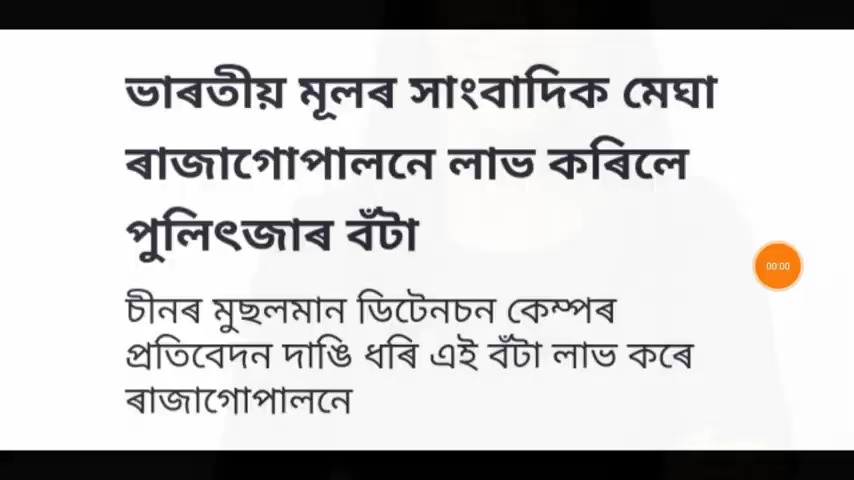 ভাৰতীয় মূলৰ সাংবাদিক মেঘা
ৰাজাগোপালনে লাভ কৰিলে
পুলিৎজাৰ বঁটা
চীনৰ মুছলমান ডিটেনচন কেম্পৰ
প্ৰতিবেদন দাঙি ধৰি এই বঁটা লাভ কৰে
ৰাজাগোপালনে
00:00